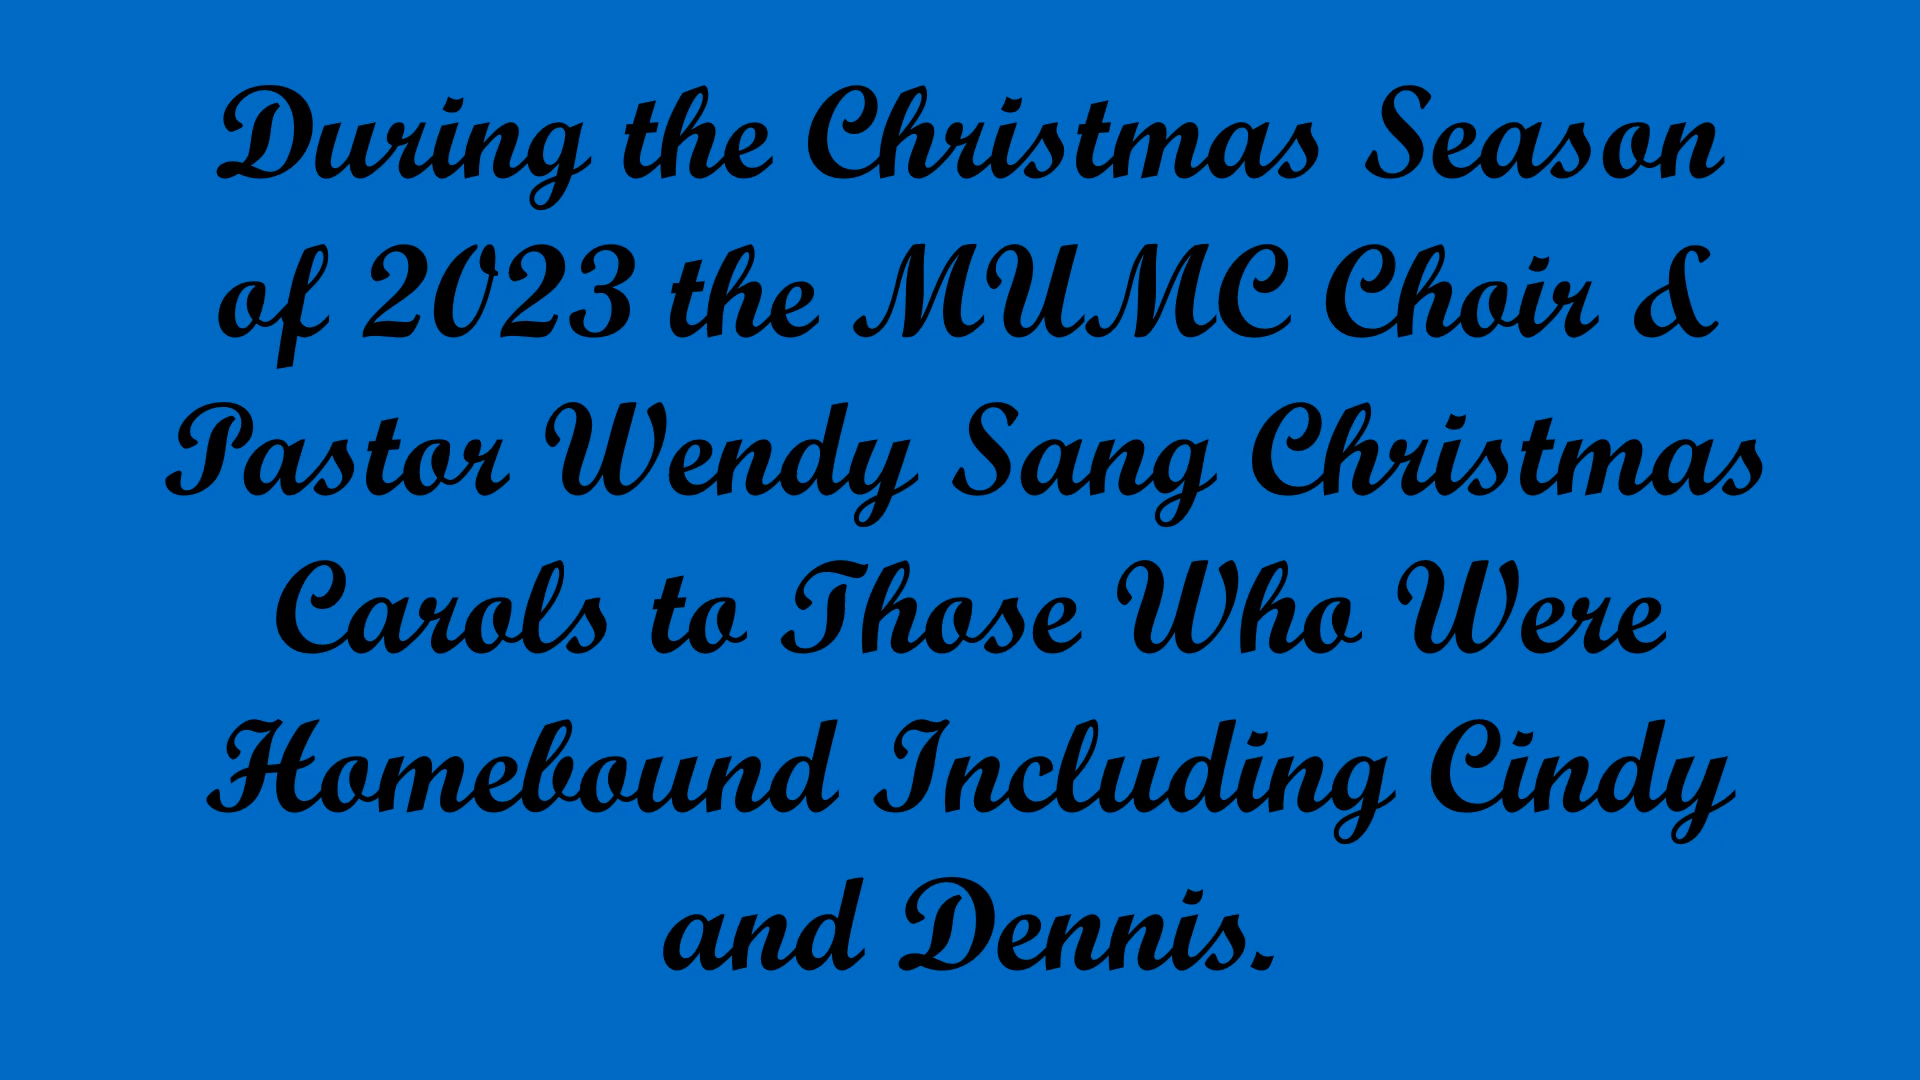 During the Christmas Season
of 2023 the MUMC Choir &
Pastor Wendy Sang Christmas
Carols to Those Who Were
Homebound Including Cindy
and Dennis.